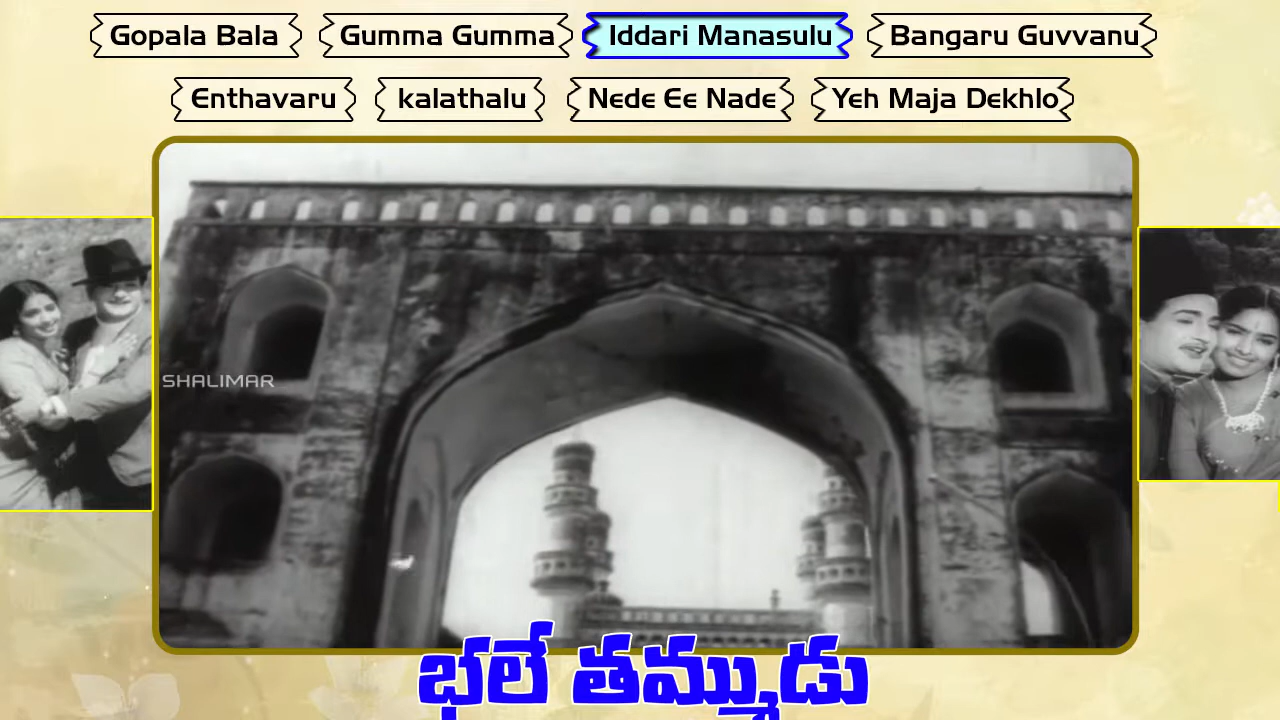 Gopala Bala Gumma Gumma Iddari Manasulu Bangaru Guvvanu
Enthavaru kalathalu Nede Ee Nade Yeh Maja Dekhlo
SHALIMAR
భలే తమ్ముడు